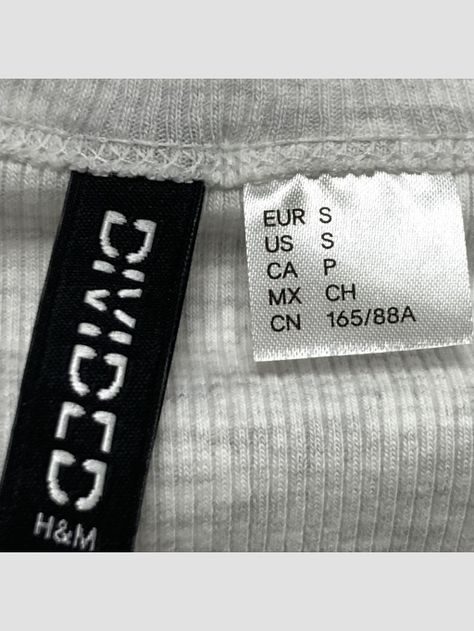 DIVIDED
H&M
EUR S
US S
CA P
MX CH
CN 165/88A